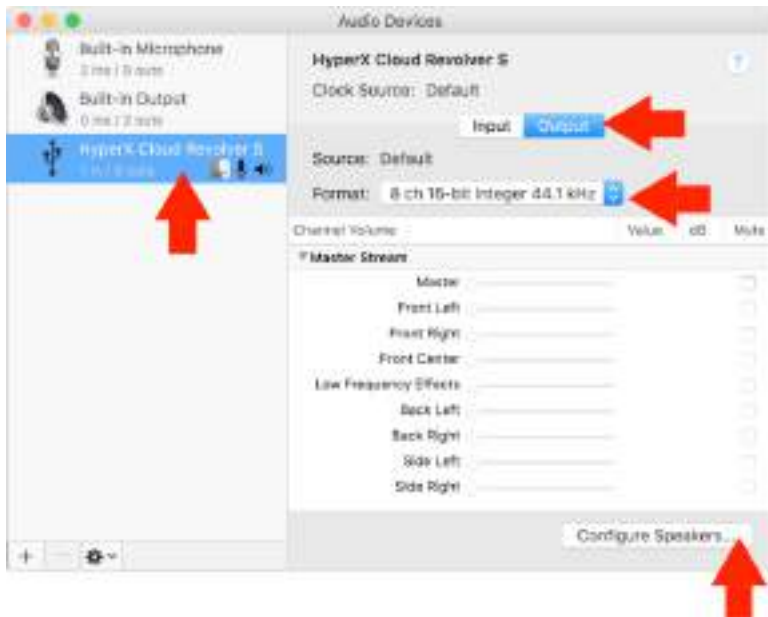 Audio Devices
Built-in Microphone
Built-in Output
HyperX Cloud Revolver S
HyperX Cloud Revolver S
Clock Source: Default
Input Output
Source: Default
Format: 8 ch 16-bit Integer 44.1 kHz
Channel Volume Value dB Mute
Master Stream
Master
Front Left
Front Right
Front Center
Low Frequency Effects
Back Left
Back Right
Side Left
Side Right
Configure Speakers...